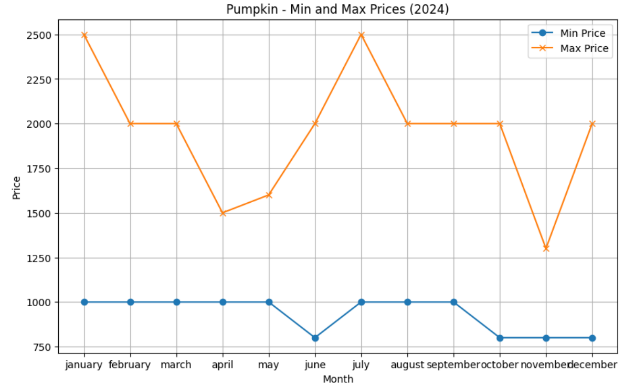 Pumpkin - Min and Max Prices (2024)
Min Price
Max Price
Price
2500
2250
2000
1750
1500
1250
1000
750
january february march april may june july august september october november december
Month